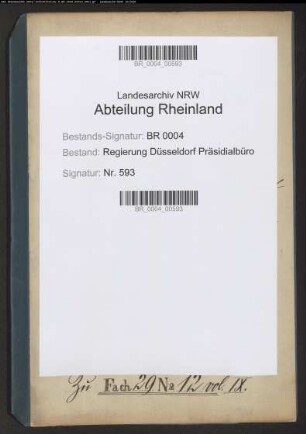 BR_0004_00593
Landesarchiv NRW
Abteilung Rheinland
Bestands-Signatur: BR 0004
Bestand: Regierung Düsseldorf Präsidialbüro
Signatur: Nr. 593
BR_0004_00593
Zu Fach 29 No 12 vol. IX.